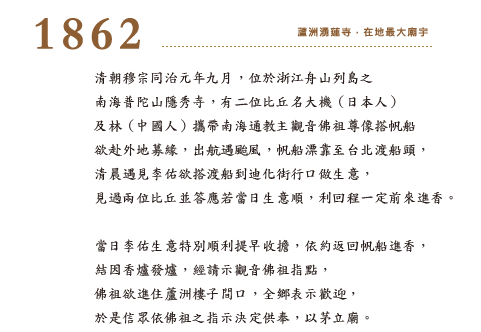 1862
蘆洲湧蓮寺．在地最大廟宇
清朝穆宗同治元年九月，位於浙江舟山列島之
南海普陀山隱秀寺，有二位比丘名大機（日本人）
及林（中國人）攜帶南海通教主觀音佛祖尊像搭帆船
欲赴外地募緣，出航遇颱風，帆船漂靠至台北渡船頭，
清晨遇見李佑欲搭渡船到迪化街行口做生意，
見過兩位比丘並答應若當日生意順，利回程一定前來進香。
當日李佑生意特別順利提早收擔，依約返回帆船進香，
結因香爐發爐，經請示觀音佛祖指點，
佛祖欲進住蘆洲樓子間口，全鄉表示歡迎，
於是信眾依佛祖之指示決定供奉，以茅立廟。